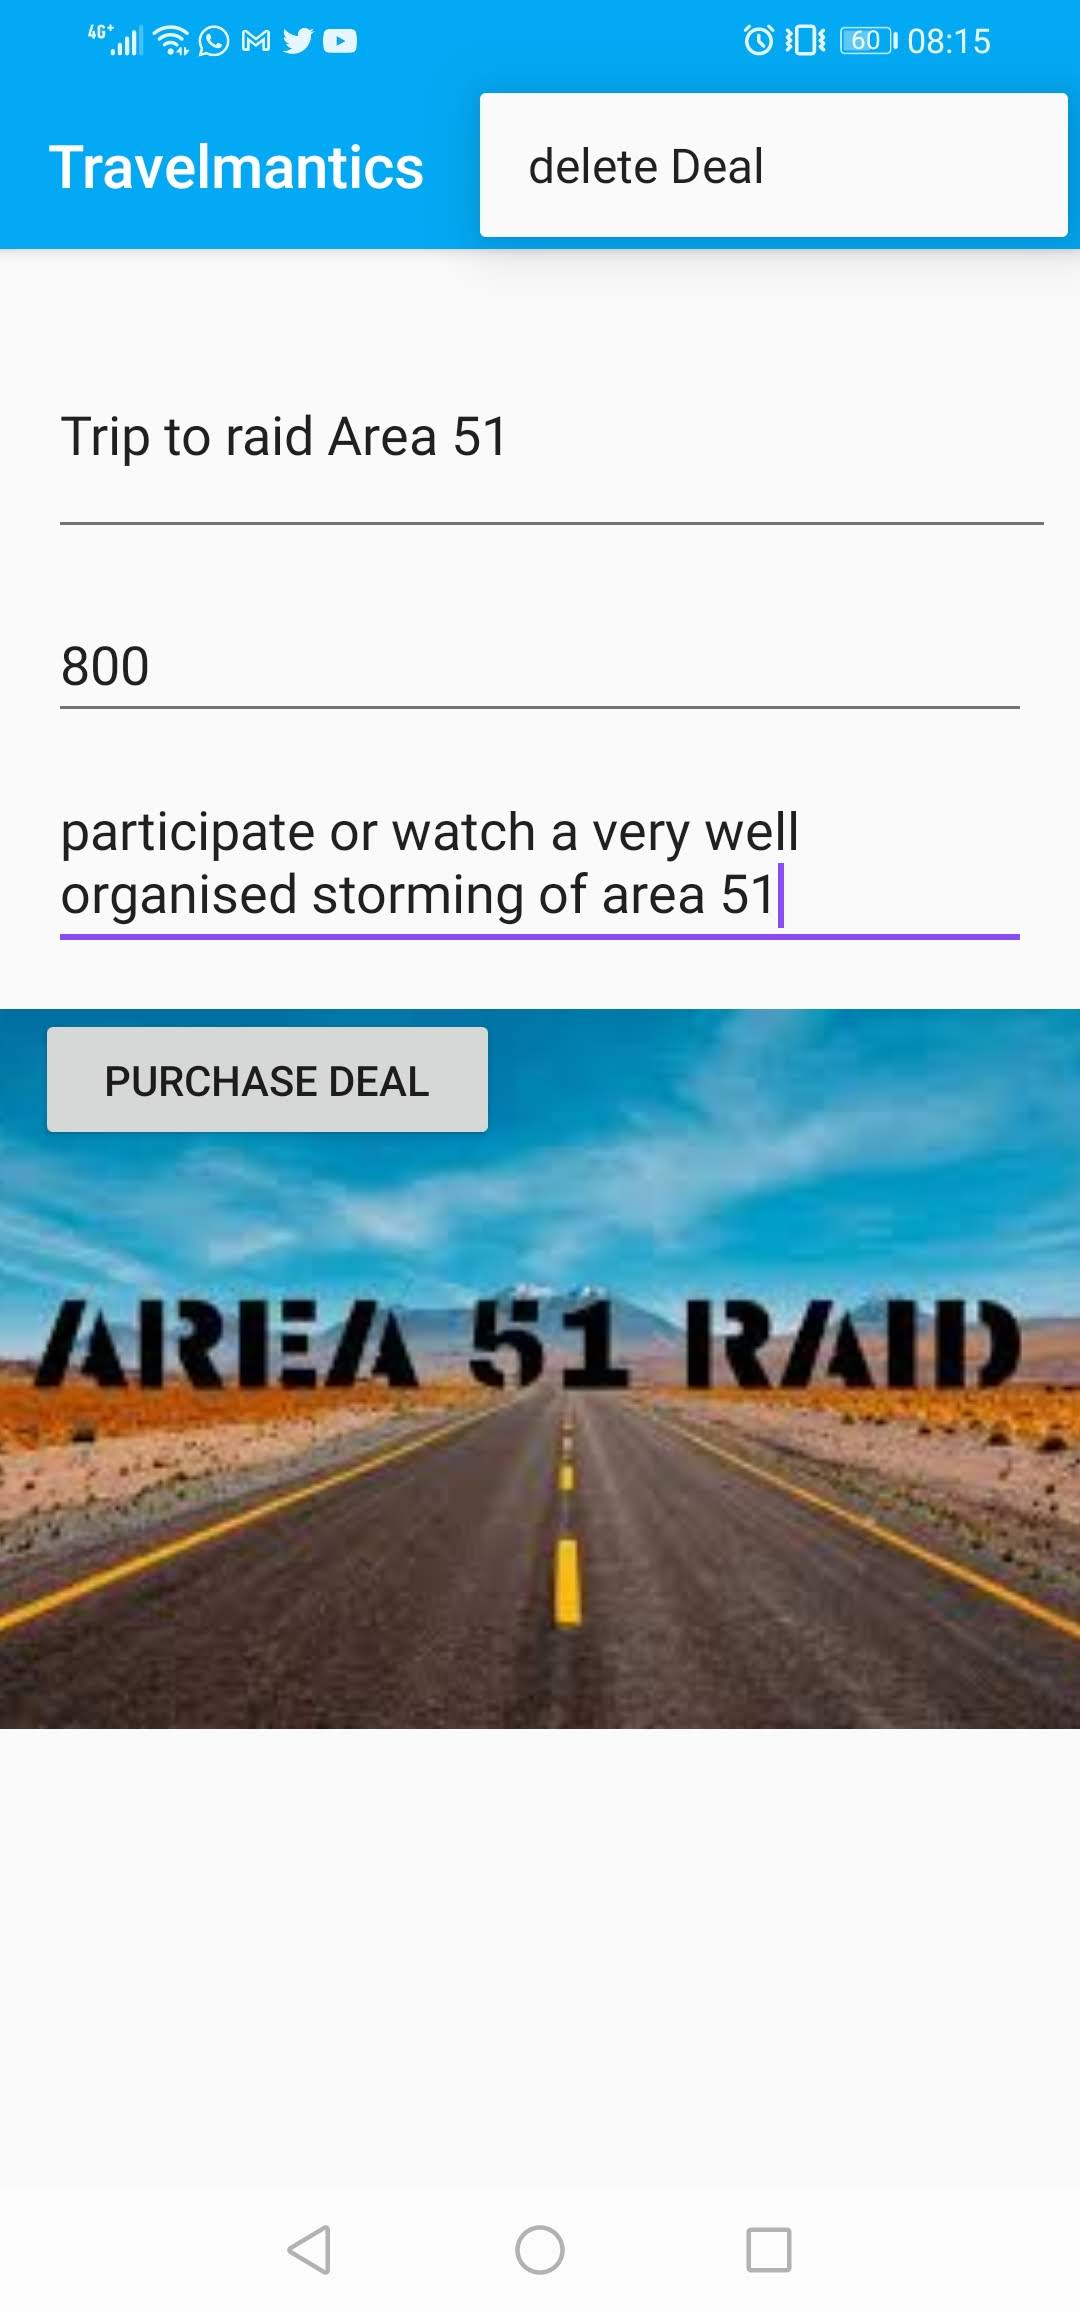 4G+
60 08:15
Travelmantics
delete Deal
Trip to raid Area 51
800
participate or watch a very well
organised storming of area 51
PURCHASE DEAL
AREA 51 RAID